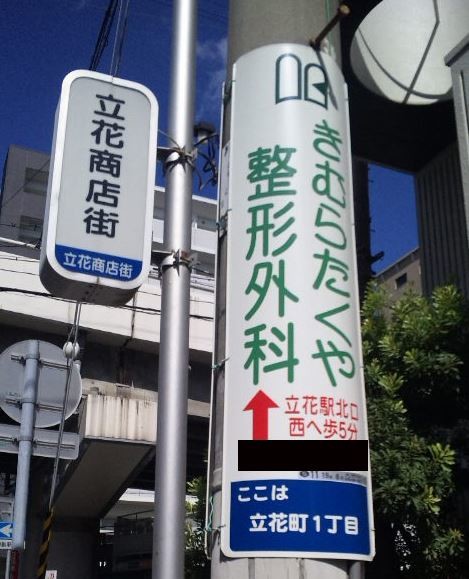 立花商店街
立花商店街
きむらたくや
整形外科
立花駅北口
西へ歩5分
ここは
立花町1丁目